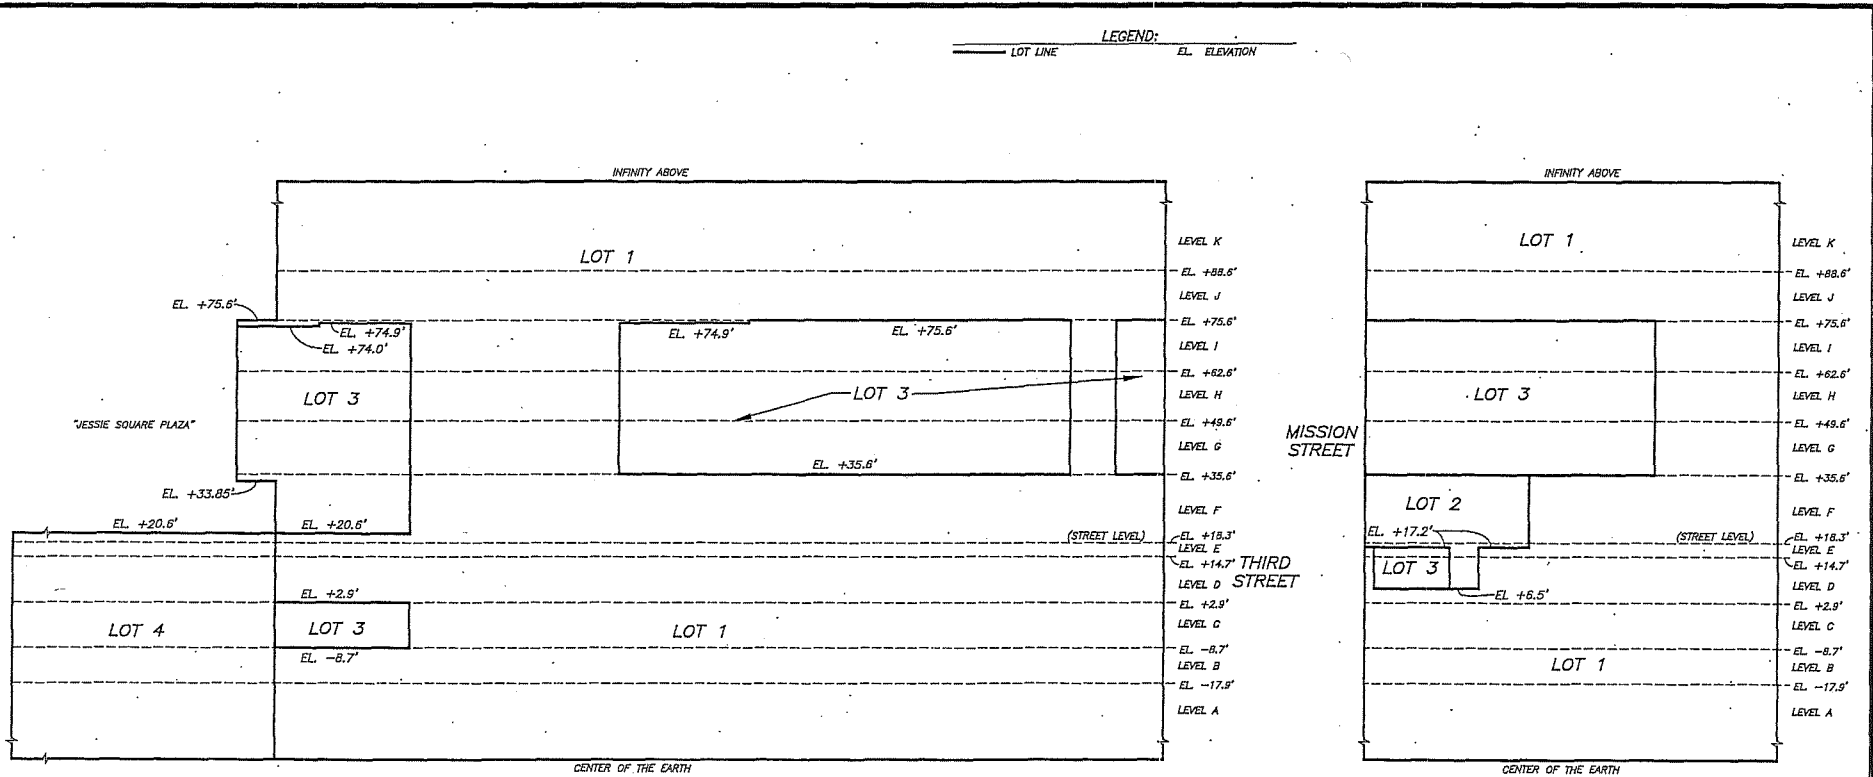 LEGEND:
LOT LINE EL. ELEVATION
INFINITY ABOVE
LOT 1
LEVEL K
EL. +88.6'
LEVEL J
EL. +75.6'
EL. +75.6'
EL. +74.9'
EL. +74.0'
EL. +74.9'
EL. +75.6'
LEVEL I
EL. +62.6'
LOT 3
LOT 3
LEVEL H
"JESSIE SQUARE PLAZA"
EL. +49.6'
LEVEL G
EL. +35.6'
EL. +35.6'
EL. +33.85'
LEVEL F
EL. +20.6'
EL. +20.6'
(STREET LEVEL)
EL. +18.3'
LEVEL E
EL. +14.7'
THIRD
STREET
LEVEL D
EL. +2.9'
EL. +2.9'
LOT 4
LOT 3
LOT 1
LEVEL C
EL. -8.7'
EL. -8.7'
LEVEL B
EL. -17.9'
LEVEL A
CENTER OF THE EARTH
INFINITY ABOVE
LOT 1
LEVEL K
EL. +88.6'
LEVEL J
EL. +75.6'
LEVEL I
EL. +62.6'
LOT 3
LEVEL H
EL. +49.6'
MISSION
STREET
LEVEL G
EL. +35.6'
LOT 2
LEVEL F
EL. +17.2'
(STREET LEVEL)
EL. +18.3'
LEVEL E
EL. +14.7'
LOT 3
LEVEL D
EL +6.5'
EL. +2.9'
LEVEL C
EL. -8.7'
LOT 1
LEVEL B
EL. -17.9'
LEVEL A
CENTER OF THE EARTH